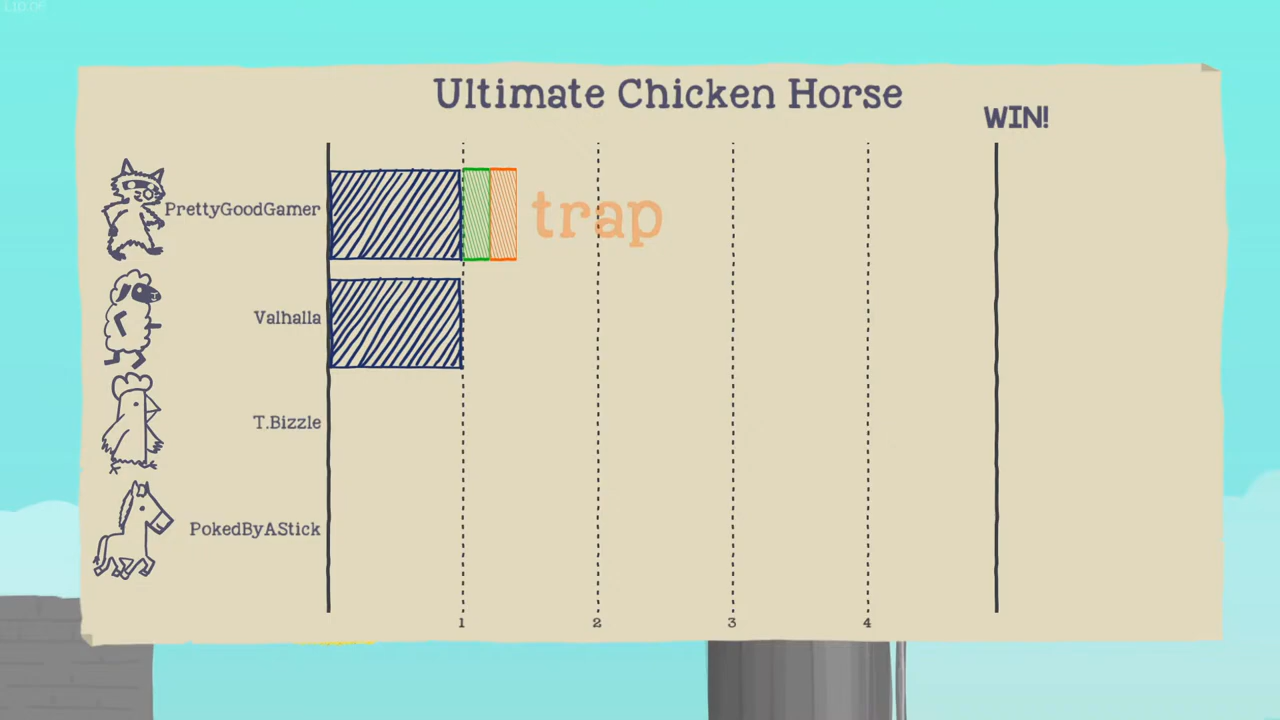 Ultimate Chicken Horse
WIN!
PrettyGoodGamer
trap
Valhalla
T.Bizzle
PokedByAStick
1 2 3 4